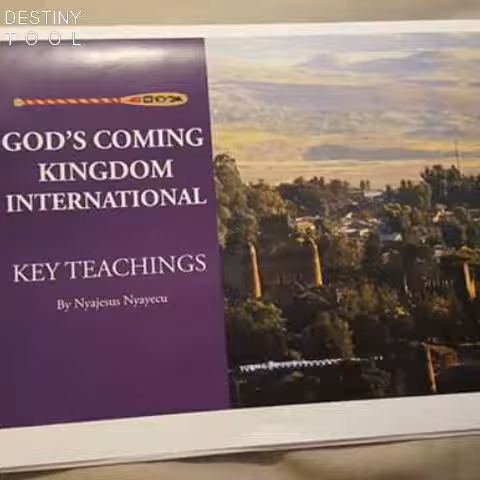 DESTINY
TOOL
GOD'S COMING
KINGDOM
INTERNATIONAL
KEY TEACHINGS
By Nyajesus Nyayecu